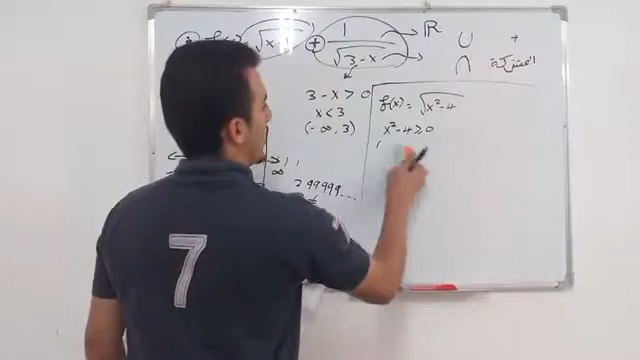 √x-1 + 1/√3-x → ℝ
∪ +
∩ المشتركة
3-x > 0
x < 3
(-∞, 3)
∞
2.99999...
f(x) = √x²-4
x²-4 ≥ 0
7